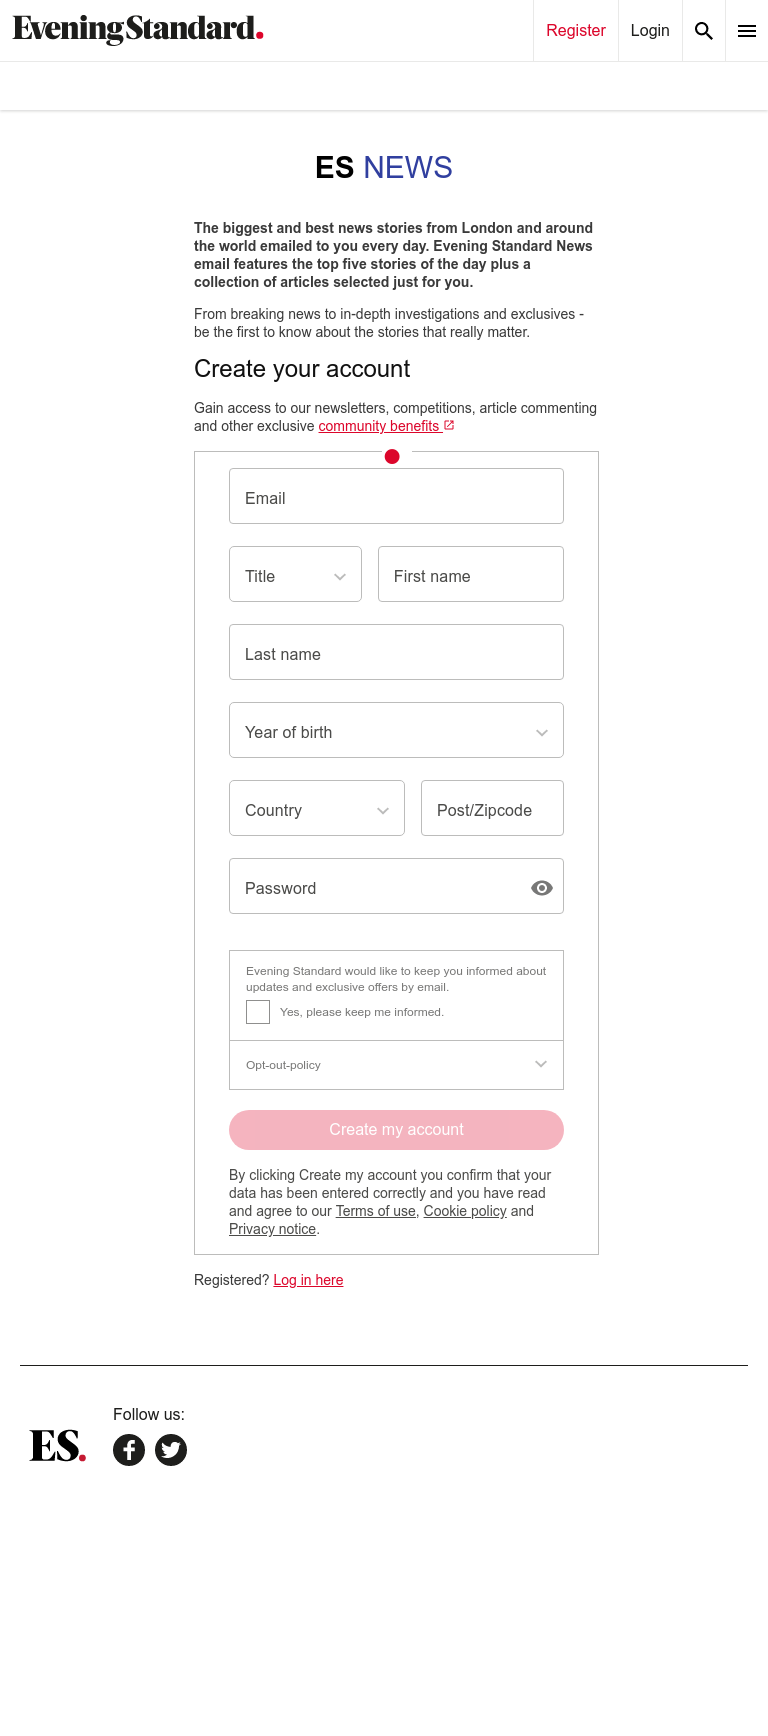 Evening Standard.
Register
Login
ES NEWS
The biggest and best news stories from London and around
the world emailed to you every day. Evening Standard News
email features the top five stories of the day plus a
collection of articles selected just for you.
From breaking news to in-depth investigations and exclusives -
be the first to know about the stories that really matter.
Create your account
Gain access to our newsletters, competitions, article commenting
and other exclusive community benefits
Email
Title
First name
Last name
Year of birth
Country
Post/Zipcode
Password
Evening Standard would like to keep you informed about
updates and exclusive offers by email.
Yes, please keep me informed.
Opt-out-policy
Create my account
By clicking Create my account you confirm that your
data has been entered correctly and you have read
and agree to our Terms of use, Cookie policy and
Privacy notice.
Registered? Log in here
Follow us:
ES.